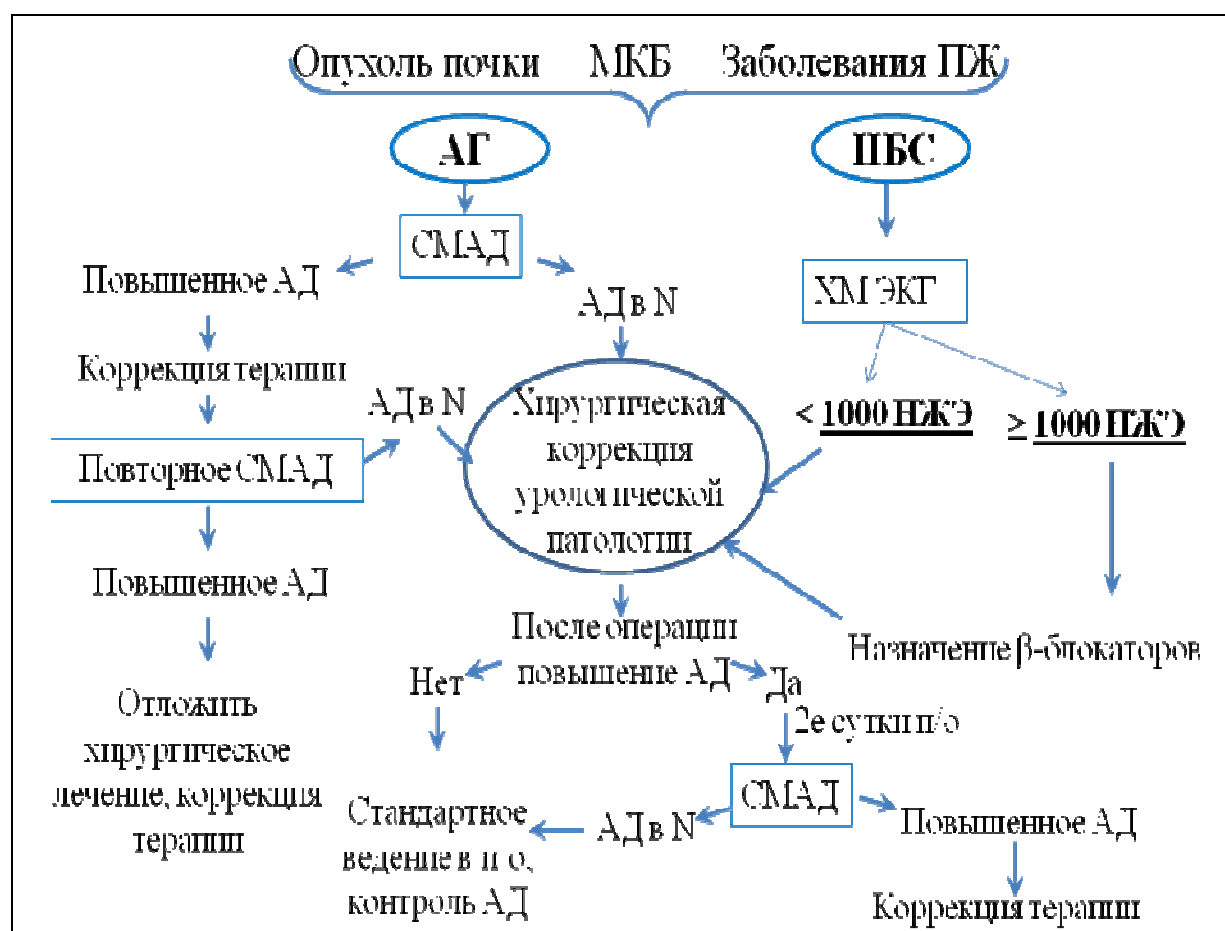 Опухоль почки МКБ Заболевания ПЖ
АГ
ИБС
СМАД
Повышенное АД
АД в N
ХМ ЭКГ
Коррекция терапии
АД в N
Хирургическая
коррекция
урологической
патологии
< 1000 НЖЭ
≥ 1000 НЖЭ
Повторное СМАД
Повышенное АД
После операции
повышение АД
Назначение β-блокаторов
Нет
Да
2е сутки п/о
Отложить
хирургическое
лечение, коррекция
терапии
СМАД
Стандартное
ведение в п о,
контроль АД
АД в N
Повышенное АД
Коррекция терапии